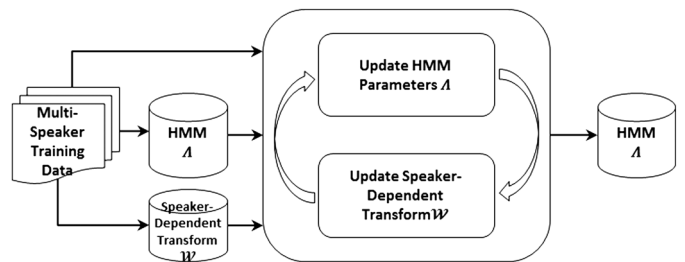 Multi-
Speaker
Training
Data
HMM
Λ
Speaker-
Dependent
Transform
𝒲
Update HMM
Parameters Λ
Update Speaker-
Dependent
Transform𝒲
HMM
Λ